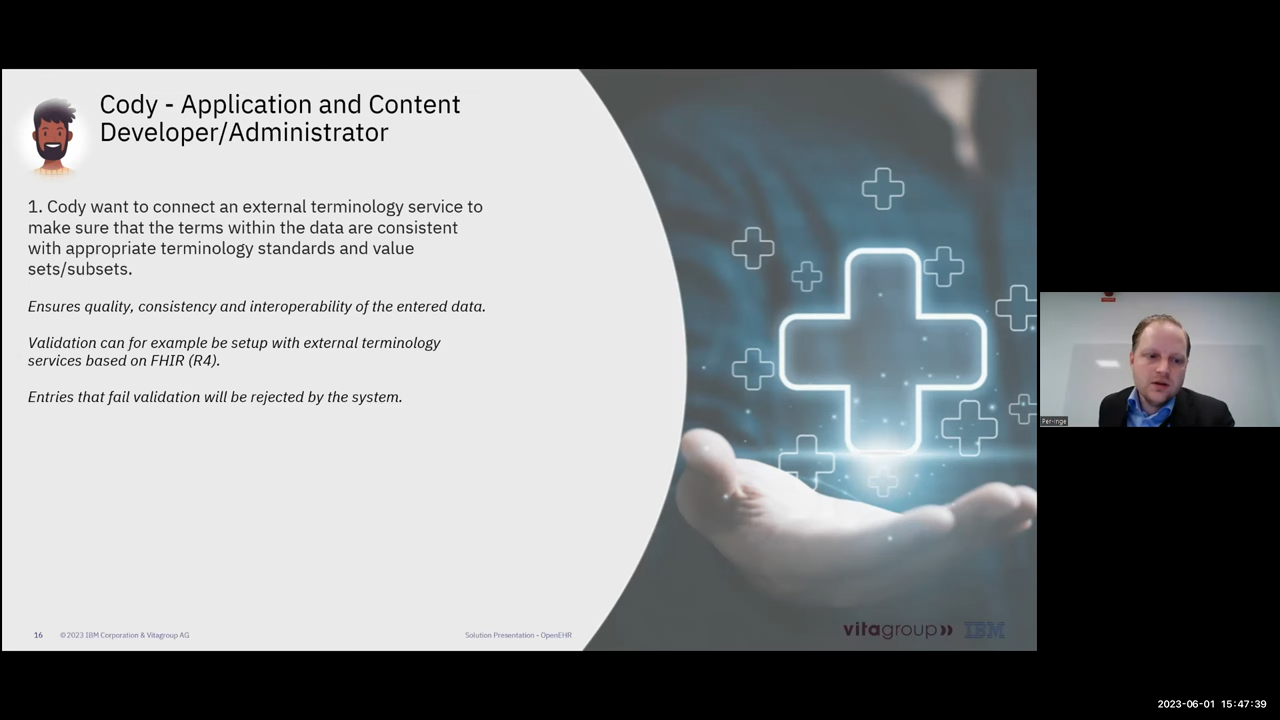 Cody - Application and Content
Developer/Administrator
1. Cody want to connect an external terminology service to
make sure that the terms within the data are consistent
with appropriate terminology standards and value
sets/subsets.
Ensures quality, consistency and interoperability of the entered data.
Validation can for example be setup with external terminology
services based on FHIR (R4).
Entries that fail validation will be rejected by the system.
16 © 2023 IBM Corporation & Vitagroup AG Solution Presentation - OpenEHR
vitagroup IBM
Per-Inge
2023-06-01 15:47:39